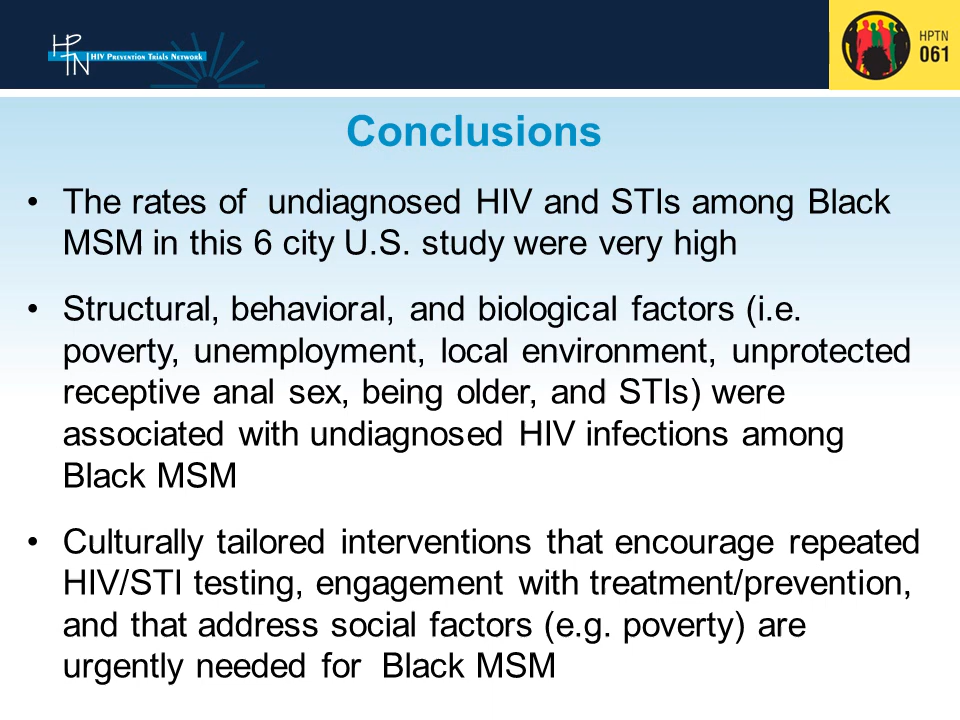 HPTN
HIV Prevention Trials Network
HPTN
061
Conclusions
• The rates of undiagnosed HIV and STIs among Black
MSM in this 6 city U.S. study were very high
• Structural, behavioral, and biological factors (i.e.
poverty, unemployment, local environment, unprotected
receptive anal sex, being older, and STIs) were
associated with undiagnosed HIV infections among
Black MSM
• Culturally tailored interventions that encourage repeated
HIV/STI testing, engagement with treatment/prevention,
and that address social factors (e.g. poverty) are
urgently needed for Black MSM